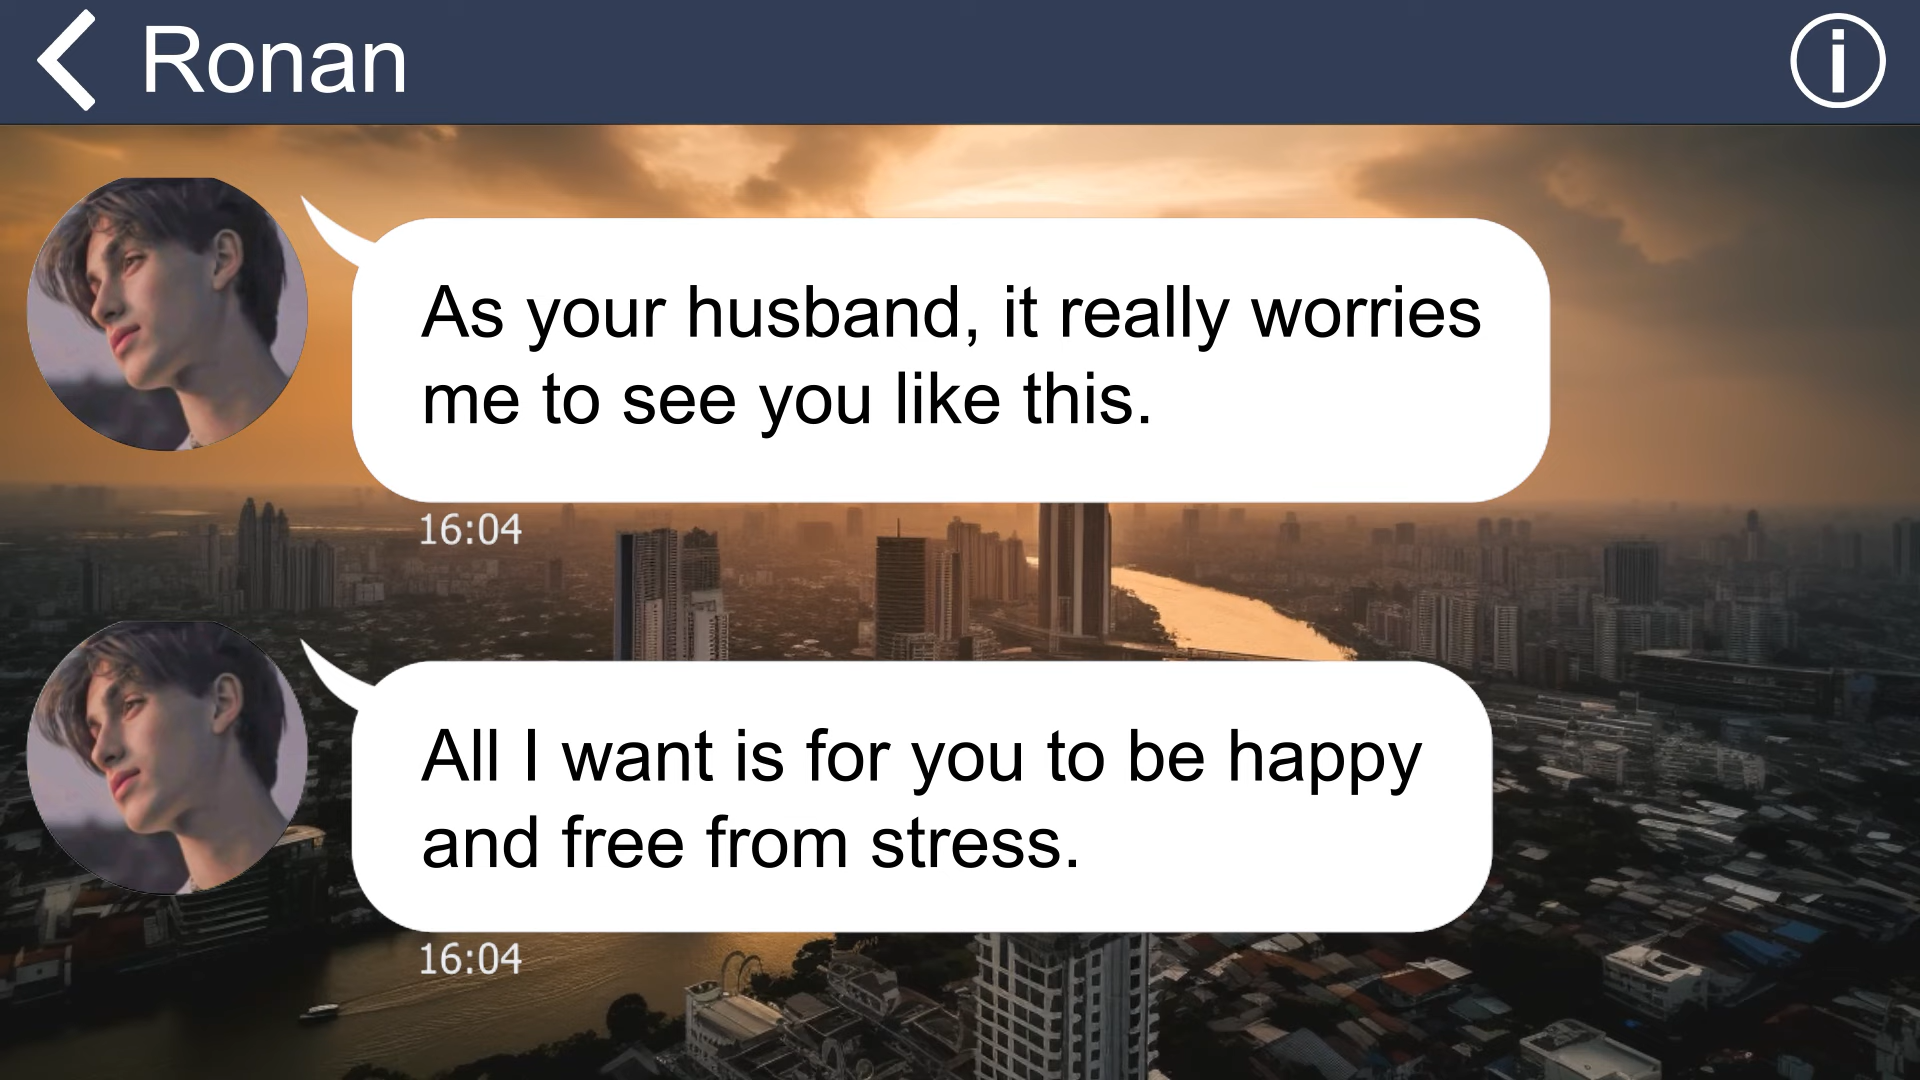 Ronan
As your husband, it really worries
me to see you like this.
16:04
All I want is for you to be happy
and free from stress.
16:04